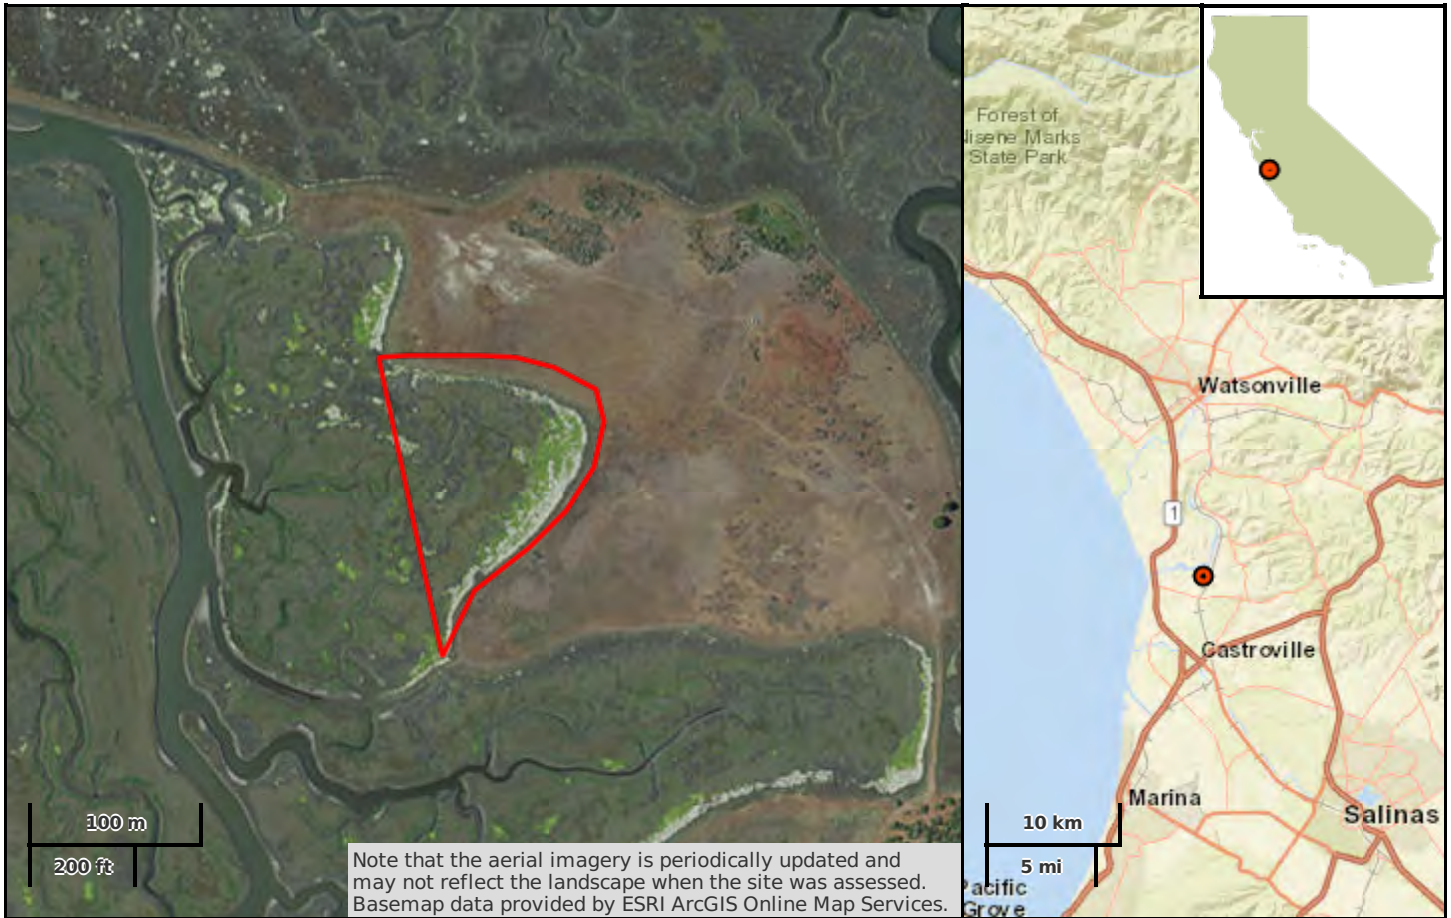 Forest of
Nisene Marks
State Park
Watsonville
1
Castroville
Marina
Salinas
Pacific
Grove
100 m
200 ft
10 km
5 mi
Note that the aerial imagery is periodically updated and
may not reflect the landscape when the site was assessed.
Basemap data provided by ESRI ArcGIS Online Map Services.